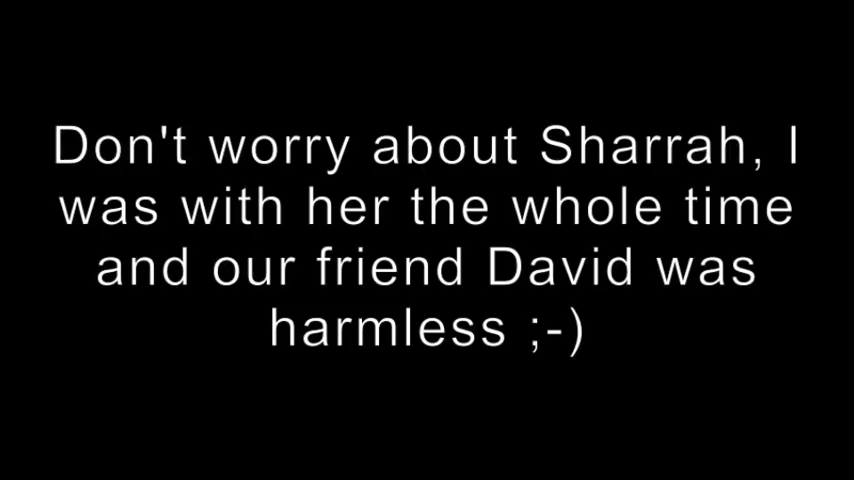 Don't worry about Sharrah, I
was with her the whole time
and our friend David was
harmless ;-)